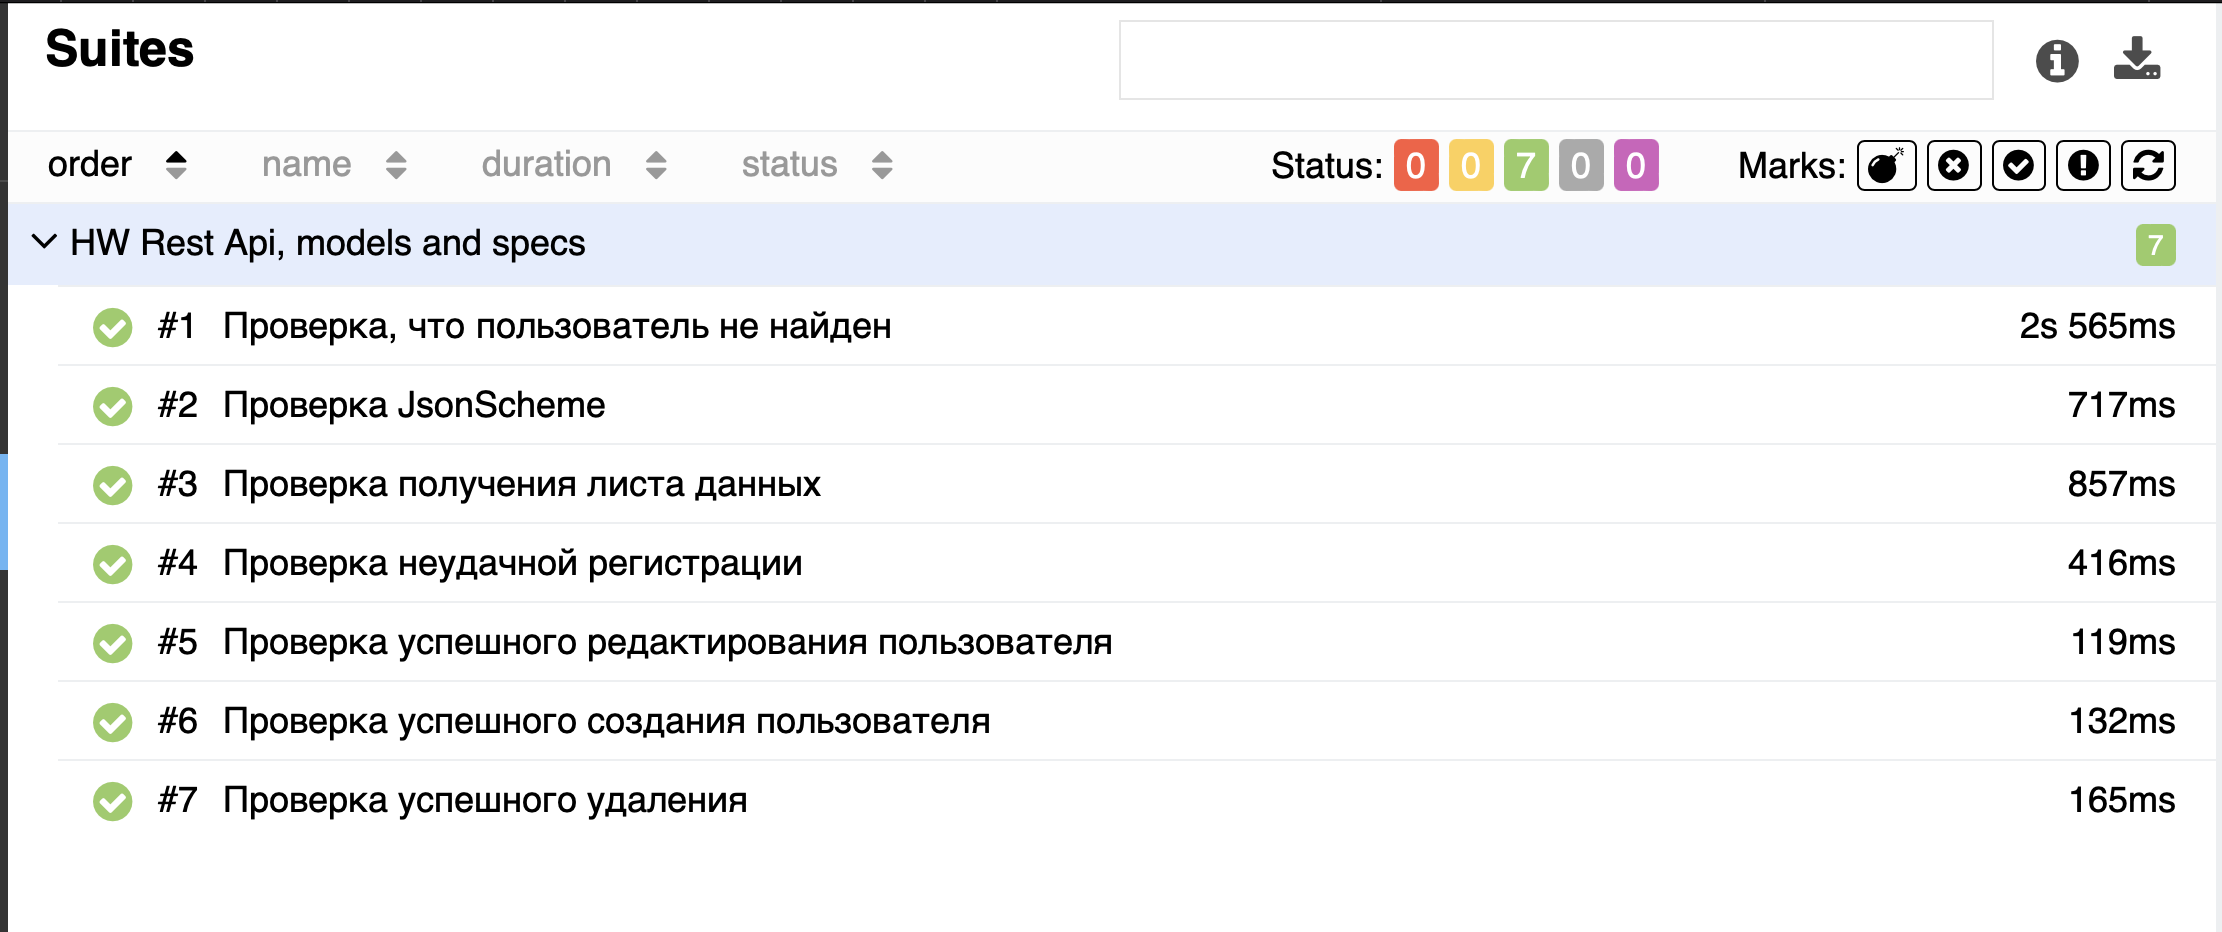 Suites
order name duration status Status: 0 0 7 0 0 Marks:
HW Rest Api, models and specs 7
#1 Проверка, что пользователь не найден 2s 565ms
#2 Проверка JsonScheme 717ms
#3 Проверка получения листа данных 857ms
#4 Проверка неудачной регистрации 416ms
#5 Проверка успешного редактирования пользователя 119ms
#6 Проверка успешного создания пользователя 132ms
#7 Проверка успешного удаления 165ms